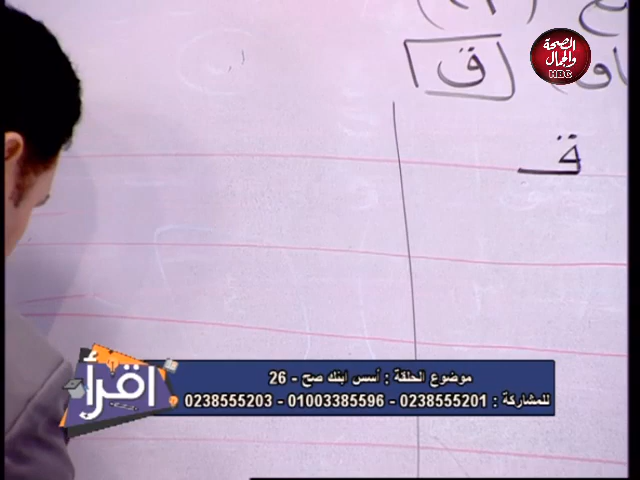 الصحة
والجمال
HBC
ق
قـ
موضوع الحلقة : أسس ابنك صح - 26
للمشاركة : 0238555201 - 01003385596 - 0238555203
اقرأ